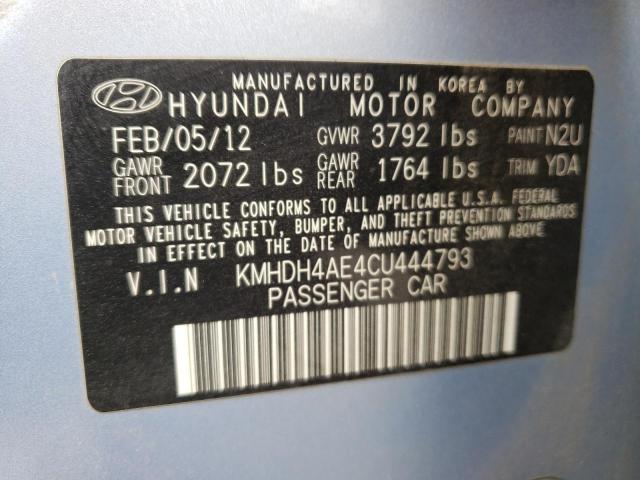 MANUFACTURED IN KOREA BY
HYUNDAI MOTOR COMPANY
FEB/05/12 GVWR 3792 lbs PAINT N2U
GAWR FRONT 2072 lbs GAWR REAR 1764 lbs TRIM YDA
THIS VEHICLE CONFORMS TO ALL APPLICABLE U.S.A. FEDERAL
MOTOR VEHICLE SAFETY, BUMPER, AND THEFT PREVENTION STANDARDS
IN EFFECT ON THE DATE OF MANUFACTURE SHOWN ABOVE.
V.I.N KMHDH4AE4CU444793
PASSENGER CAR